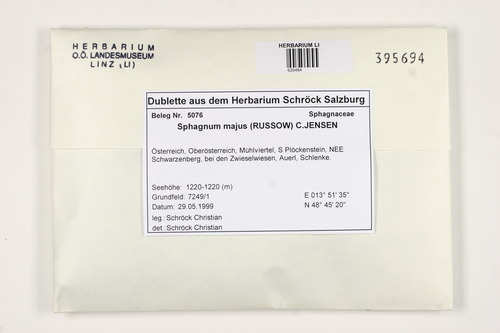 HERBARIUM
O.Ö. LANDESMUSEUM
LINZ (LI)
HERBARIUM LI
395694
Dublette aus dem Herbarium Schröck Salzburg
Beleg Nr. 5076 Sphagnaceae
Sphagnum majus (RUSSOW) C.JENSEN
Österreich, Oberösterreich, Mühlviertel, S Plöckenstein, NEE
Schwarzenberg, bei den Zwieselwiesen, Auerl, Schlenke.
Seehöhe: 1220-1220 (m) E 013° 51' 35"
Grundfeld: 7249/1 N 48° 45' 20"
Datum: 29.05.1999
leg.: Schröck Christian
det.: Schröck Christian